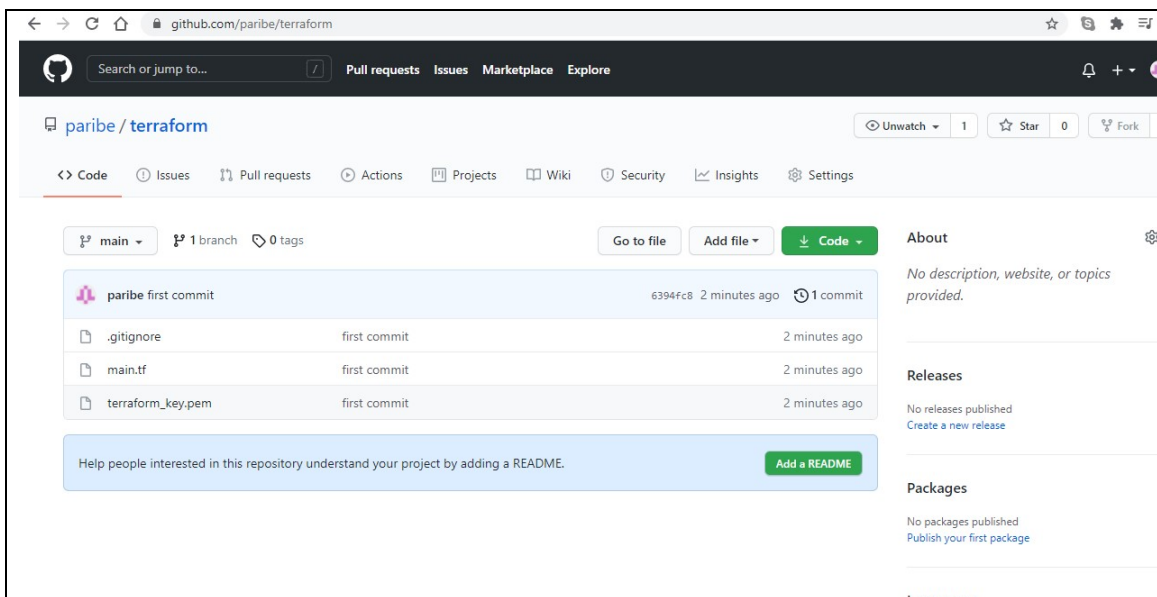 github.com/paribe/terraform
Search or jump to... / Pull requests Issues Marketplace Explore
paribe / terraform
Unwatch 1 Star 0 Fork
<> Code Issues Pull requests Actions Projects Wiki Security Insights Settings
main 1 branch 0 tags Go to file Add file Code
paribe first commit 6394fc8 2 minutes ago 1 commit
.gitignore first commit 2 minutes ago
main.tf first commit 2 minutes ago
terraform_key.pem first commit 2 minutes ago
Help people interested in this repository understand your project by adding a README. Add a README
About
No description, website, or topics
provided.
Releases
No releases published
Create a new release
Packages
No packages published
Publish your first package